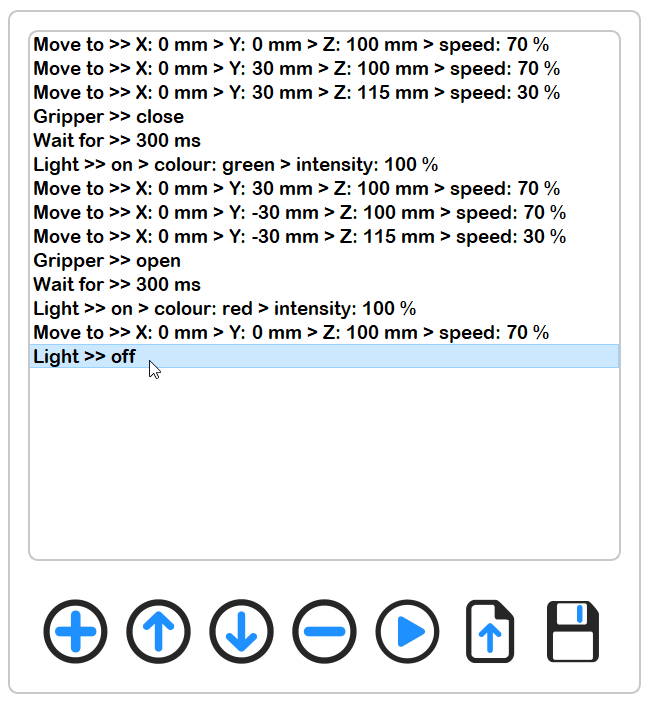 Move to >> X: 0 mm > Y: 0 mm > Z: 100 mm > speed: 70 %
Move to >> X: 0 mm > Y: 30 mm > Z: 100 mm > speed: 70 %
Move to >> X: 0 mm > Y: 30 mm > Z: 115 mm > speed: 30 %
Gripper >> close
Wait for >> 300 ms
Light >> on > colour: green > intensity: 100 %
Move to >> X: 0 mm > Y: 30 mm > Z: 100 mm > speed: 70 %
Move to >> X: 0 mm > Y: -30 mm > Z: 100 mm > speed: 70 %
Move to >> X: 0 mm > Y: -30 mm > Z: 115 mm > speed: 30 %
Gripper >> open
Wait for >> 300 ms
Light >> on > colour: red > intensity: 100 %
Move to >> X: 0 mm > Y: 0 mm > Z: 100 mm > speed: 70 %
Light >> off